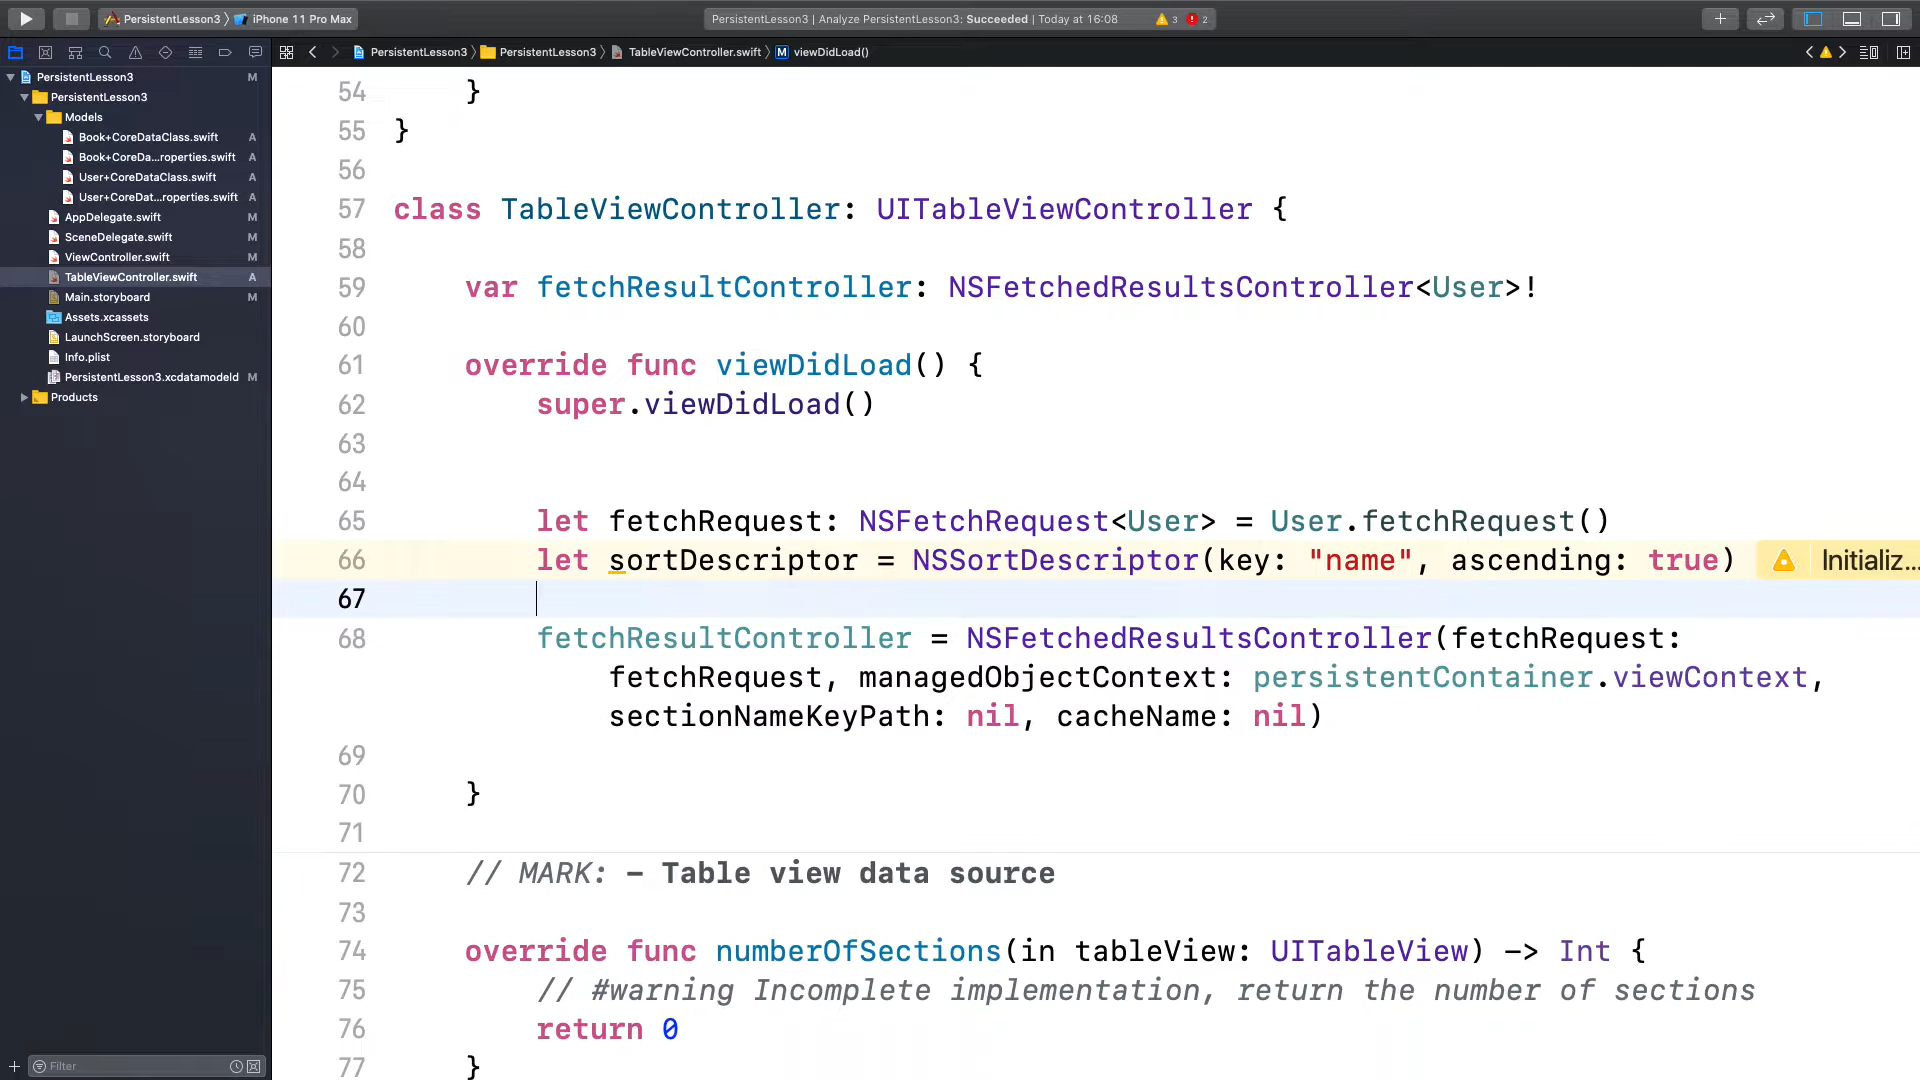 PersistentLesson3 〉 iPhone 11 Pro Max
PersistentLesson3 | Analyze PersistentLesson3: Succeeded | Today at 16:08
3
2
PersistentLesson3 〉 PersistentLesson3 〉 TableViewController.swift 〉 M viewDidLoad()
PersistentLesson3 M
PersistentLesson3
Models
Book+CoreDataClass.swift A
Book+CoreDa...roperties.swift A
User+CoreDataClass.swift A
User+CoreDat...roperties.swift A
AppDelegate.swift M
SceneDelegate.swift M
ViewController.swift M
TableViewController.swift A
Main.storyboard M
Assets.xcassets
LaunchScreen.storyboard
Info.plist
PersistentLesson3.xcdatamodeld M
Products
Filter
54 }
55 }
56
57 class TableViewController: UITableViewController {
58
59 var fetchResultController: NSFetchedResultsController<User>!
60
61 override func viewDidLoad() {
62 super.viewDidLoad()
63
64
65 let fetchRequest: NSFetchRequest<User> = User.fetchRequest()
66 let sortDescriptor = NSSortDescriptor(key: "name", ascending: true) Initializ...
67
68 fetchResultController = NSFetchedResultsController(fetchRequest:
fetchRequest, managedObjectContext: persistentContainer.viewContext,
sectionNameKeyPath: nil, cacheName: nil)
69
70 }
71
72 // MARK: - Table view data source
73
74 override func numberOfSections(in tableView: UITableView) -> Int {
75 // #warning Incomplete implementation, return the number of sections
76 return 0
77 }